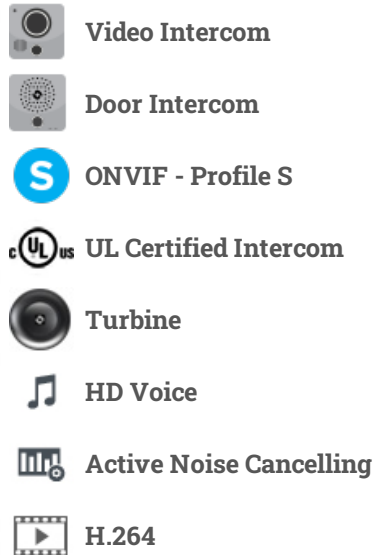 Video Intercom
Door Intercom
S ONVIF - Profile S
c UL US UL Certified Intercom
Turbine
HD Voice
Active Noise Cancelling
H.264